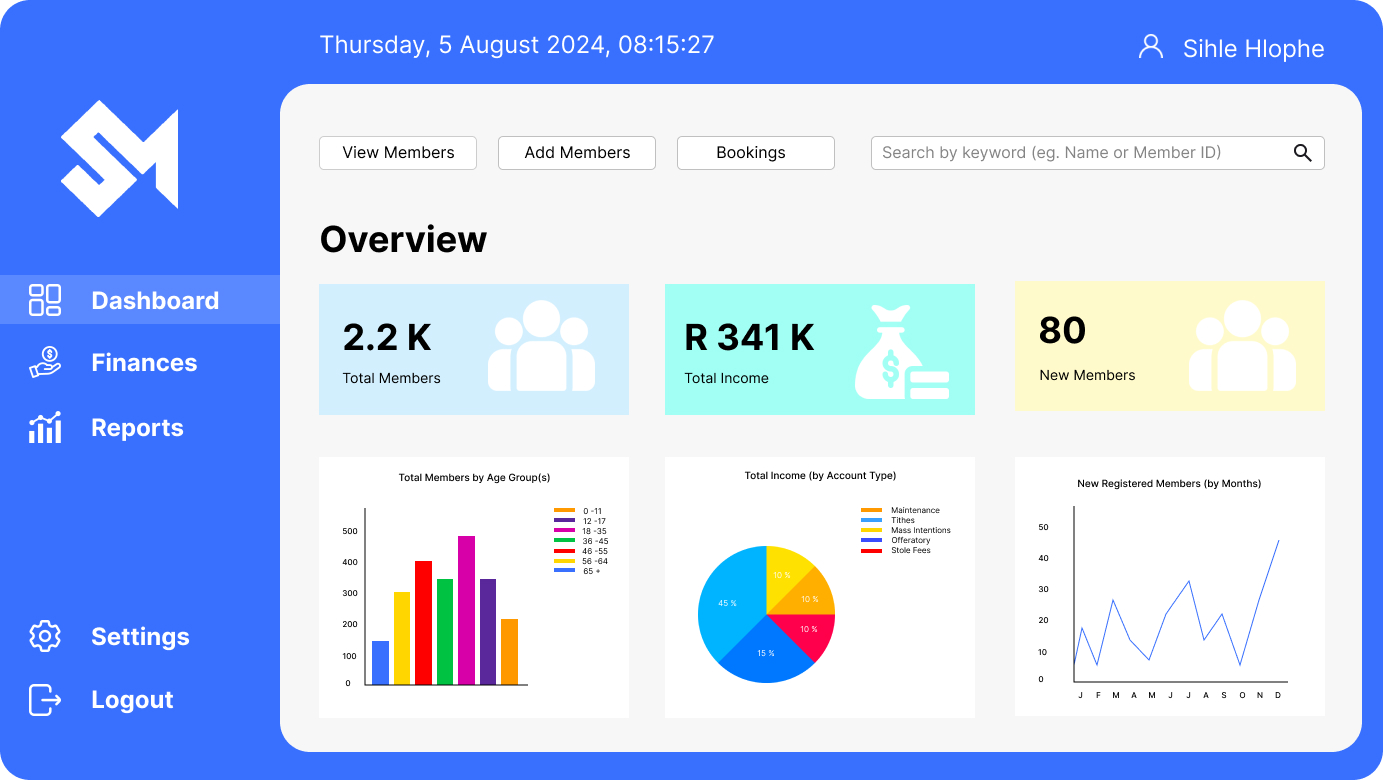 Thursday, 5 August 2024, 08:15:27
Sihle Hlophe
SM
View Members
Add Members
Bookings
Search by keyword (eg. Name or Member ID)
Overview
Dashboard
Finances
Reports
Settings
Logout
2.2 K
Total Members
R 341 K
$
Total Income
80
New Members
Total Members by Age Group(s)
0 -11
12 -17
18 -35
36 -45
46 -55
56 -64
65 +
500
400
300
200
100
0
Total Income (by Account Type)
Maintenance
Tithes
Mass Intentions
Offeratory
Stole Fees
10 %
10 %
45 %
10 %
15 %
New Registered Members (by Months)
50
40
30
20
10
0
J F M A M J J A S O N D